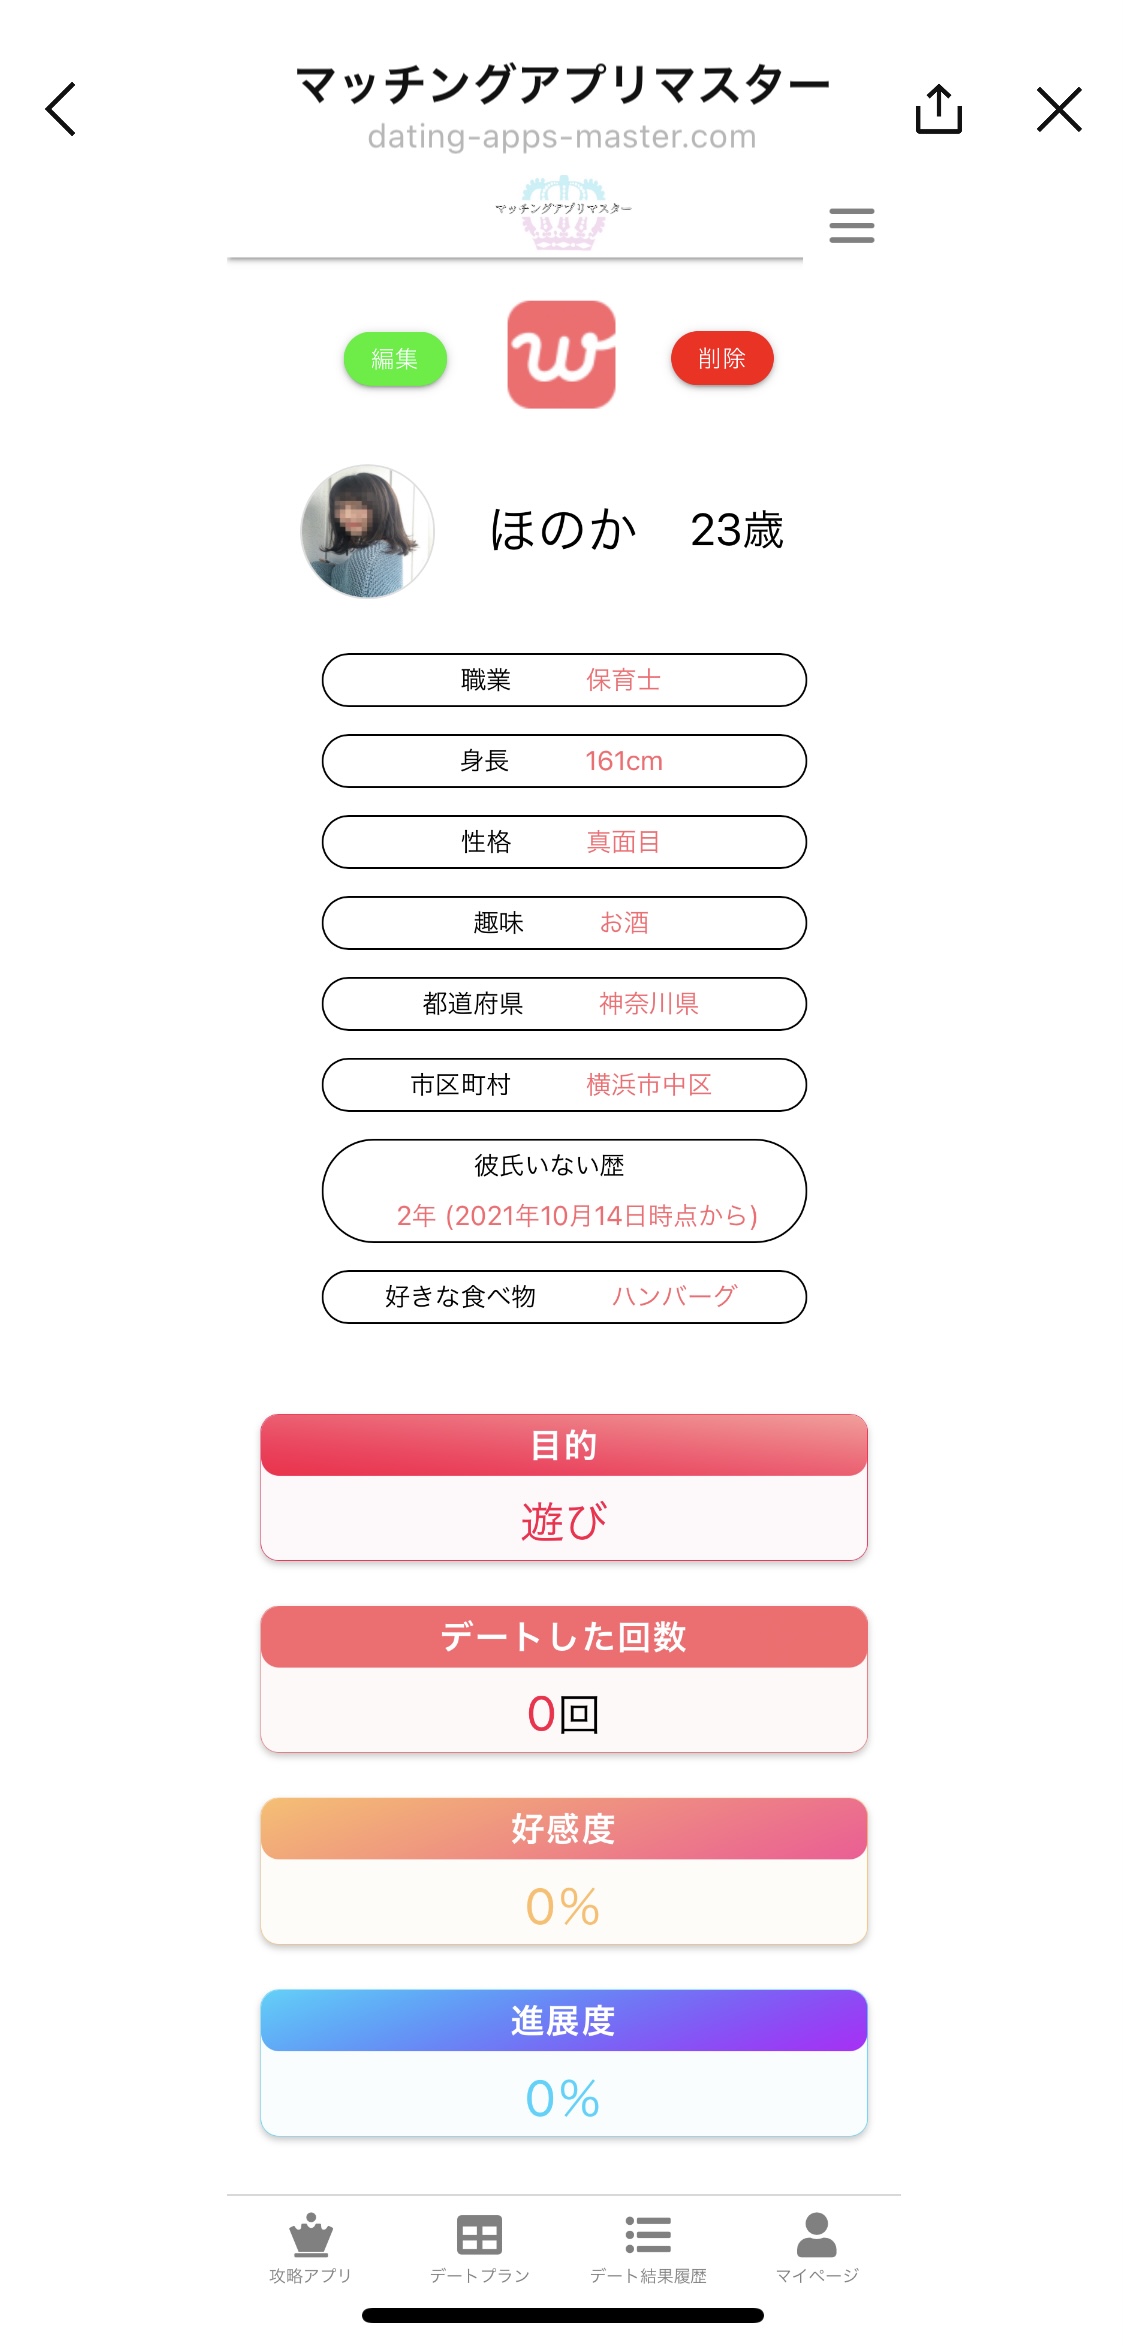 マッチングアプリマスター
dating-apps-master.com
マッチングアプリマスター
編集
w
削除
ほのか 23歳
職業 保育士
身長 161cm
性格 真面目
趣味 お酒
都道府県 神奈川県
市区町村 横浜市中区
彼氏いない歴
2年 (2021年10月14日時点から)
好きな食べ物 ハンバーグ
目的
遊び
デートした回数
0回
好感度
0%
進展度
0%
攻略アプリ デートプラン デート結果履歴 マイページ